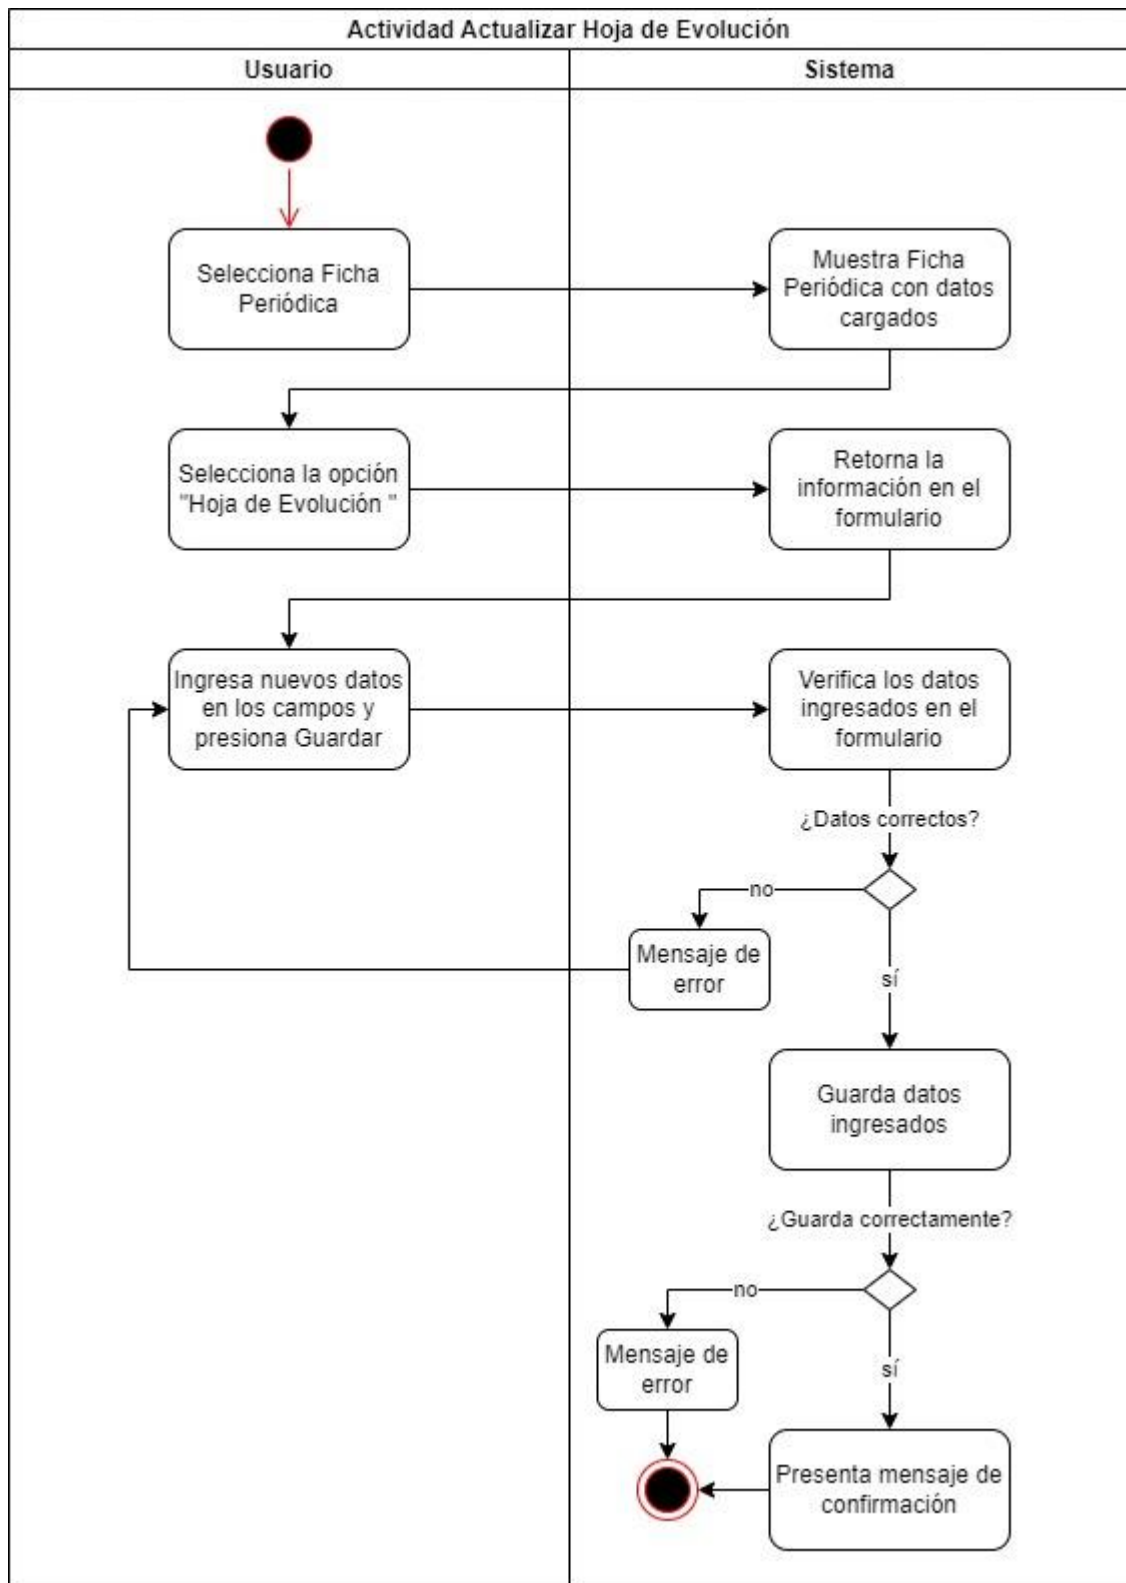 Actividad Actualizar Hoja de Evolución
Usuario
Sistema
Selecciona Ficha
Periódica
Muestra Ficha
Periódica con datos
cargados
Selecciona la opción
"Hoja de Evolución "
Retorna la
información en el
formulario
Ingresa nuevos datos
en los campos y
presiona Guardar
Verifica los datos
ingresados en el
formulario
¿Datos correctos?
no
Mensaje de
error
sí
Guarda datos
ingresados
¿Guarda correctamente?
no
Mensaje de
error
sí
Presenta mensaje de
confirmación